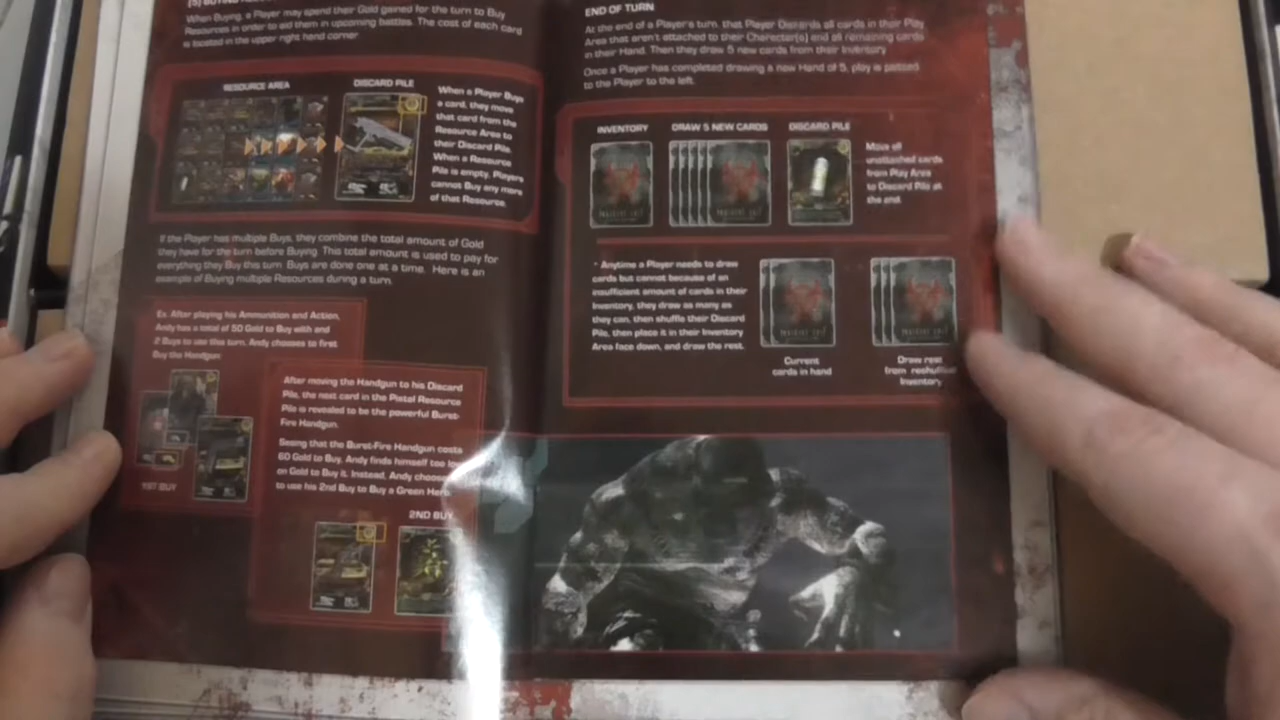 (5) BUYING
When Buying, a Player may spend their Gold gained for the turn to Buy
Resources in order to aid them in upcoming battles. The cost of each card
is located in the upper right hand corner.
RESOURCE AREA
DISCARD PILE
When a Player Buys
a card, they move
that card from the
Resource Area to
their Discard Pile.
When a Resource
Pile is empty, Players
cannot Buy any more
of that Resource.
If the Player has multiple Buys, they combine the total amount of Gold
they have for the turn before Buying. This total amount is used to pay for
everything they Buy this turn. Buys are done one at a time. Here is an
example of Buying multiple Resources during a turn.
Ex. After playing his Ammunition and Action,
Andy has a total of 50 Gold to Buy with and
2 Buys to use this turn. Andy chooses to first
Buy the Handgun.
1ST BUY
After moving the Handgun to his Discard
Pile, the next card in the Pistol Resource
Pile is revealed to be the powerful Burst-
Fire Handgun.
Seeing that the Burst-Fire Handgun costs
60 Gold to Buy, Andy finds himself too low
on Gold to Buy it. Instead, Andy chooses
to use his 2nd Buy to Buy a Green Herb.
2ND BUY
END OF TURN
At the end of a Player's turn, that Player Discards all cards in their Play
Area that aren't attached to their Character(s) and all remaining cards
in their Hand. Then they draw 5 new cards from their Inventory.
Once a Player has completed drawing a new Hand of 5, play is passed
to the Player to the left.
INVENTORY
DRAW 5 NEW CARDS
DISCARD PILE
Move all
unattached cards
from Play Area
to Discard Pile at
the end.
* Anytime a Player needs to draw
cards but cannot because of an
insufficient amount of cards in their
Inventory, they draw as many as
they can, then shuffle their Discard
Pile, then place it in their Inventory
Area face down, and draw the rest.
Current
cards in hand
Draw rest
from reshuffled
Inventory